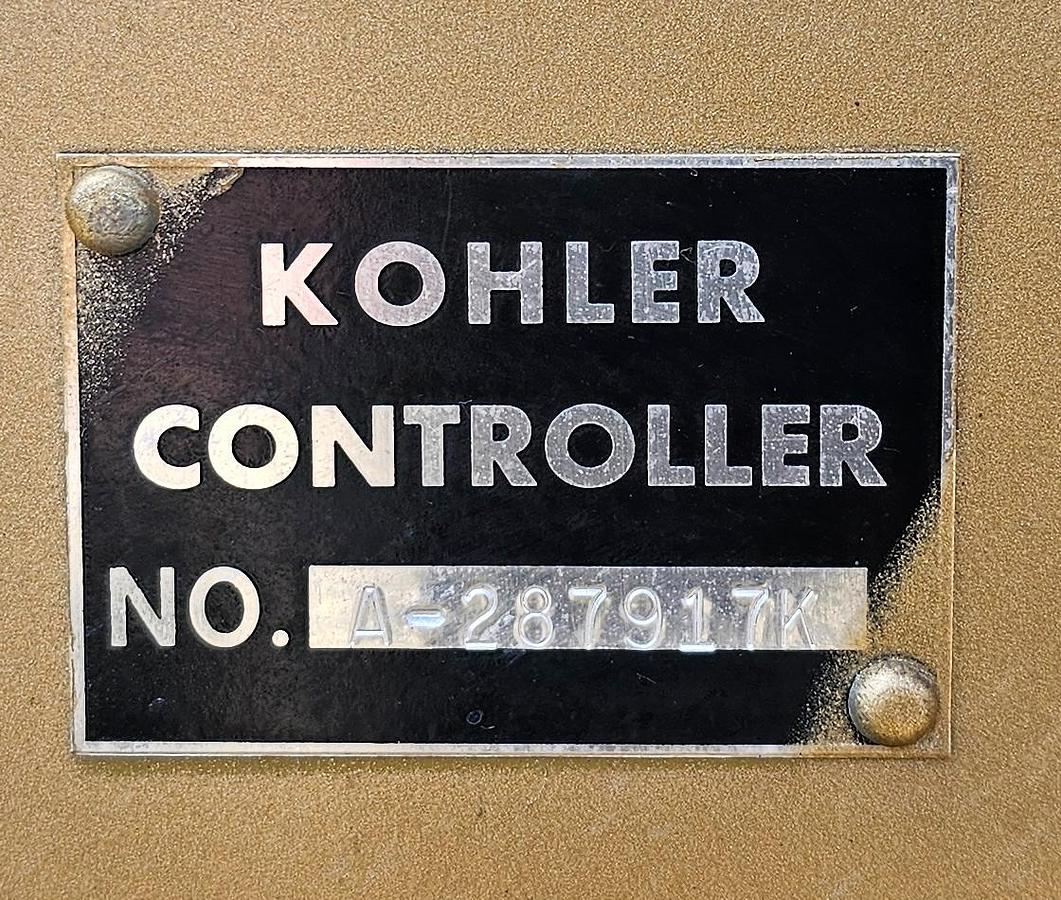 KOHLER
CONTROLLER
NO. A-287917K